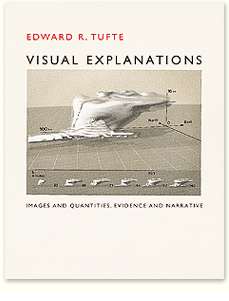 EDWARD R. TUFTE
VISUAL EXPLANATIONS
IMAGES AND QUANTITIES, EVIDENCE AND NARRATIVE